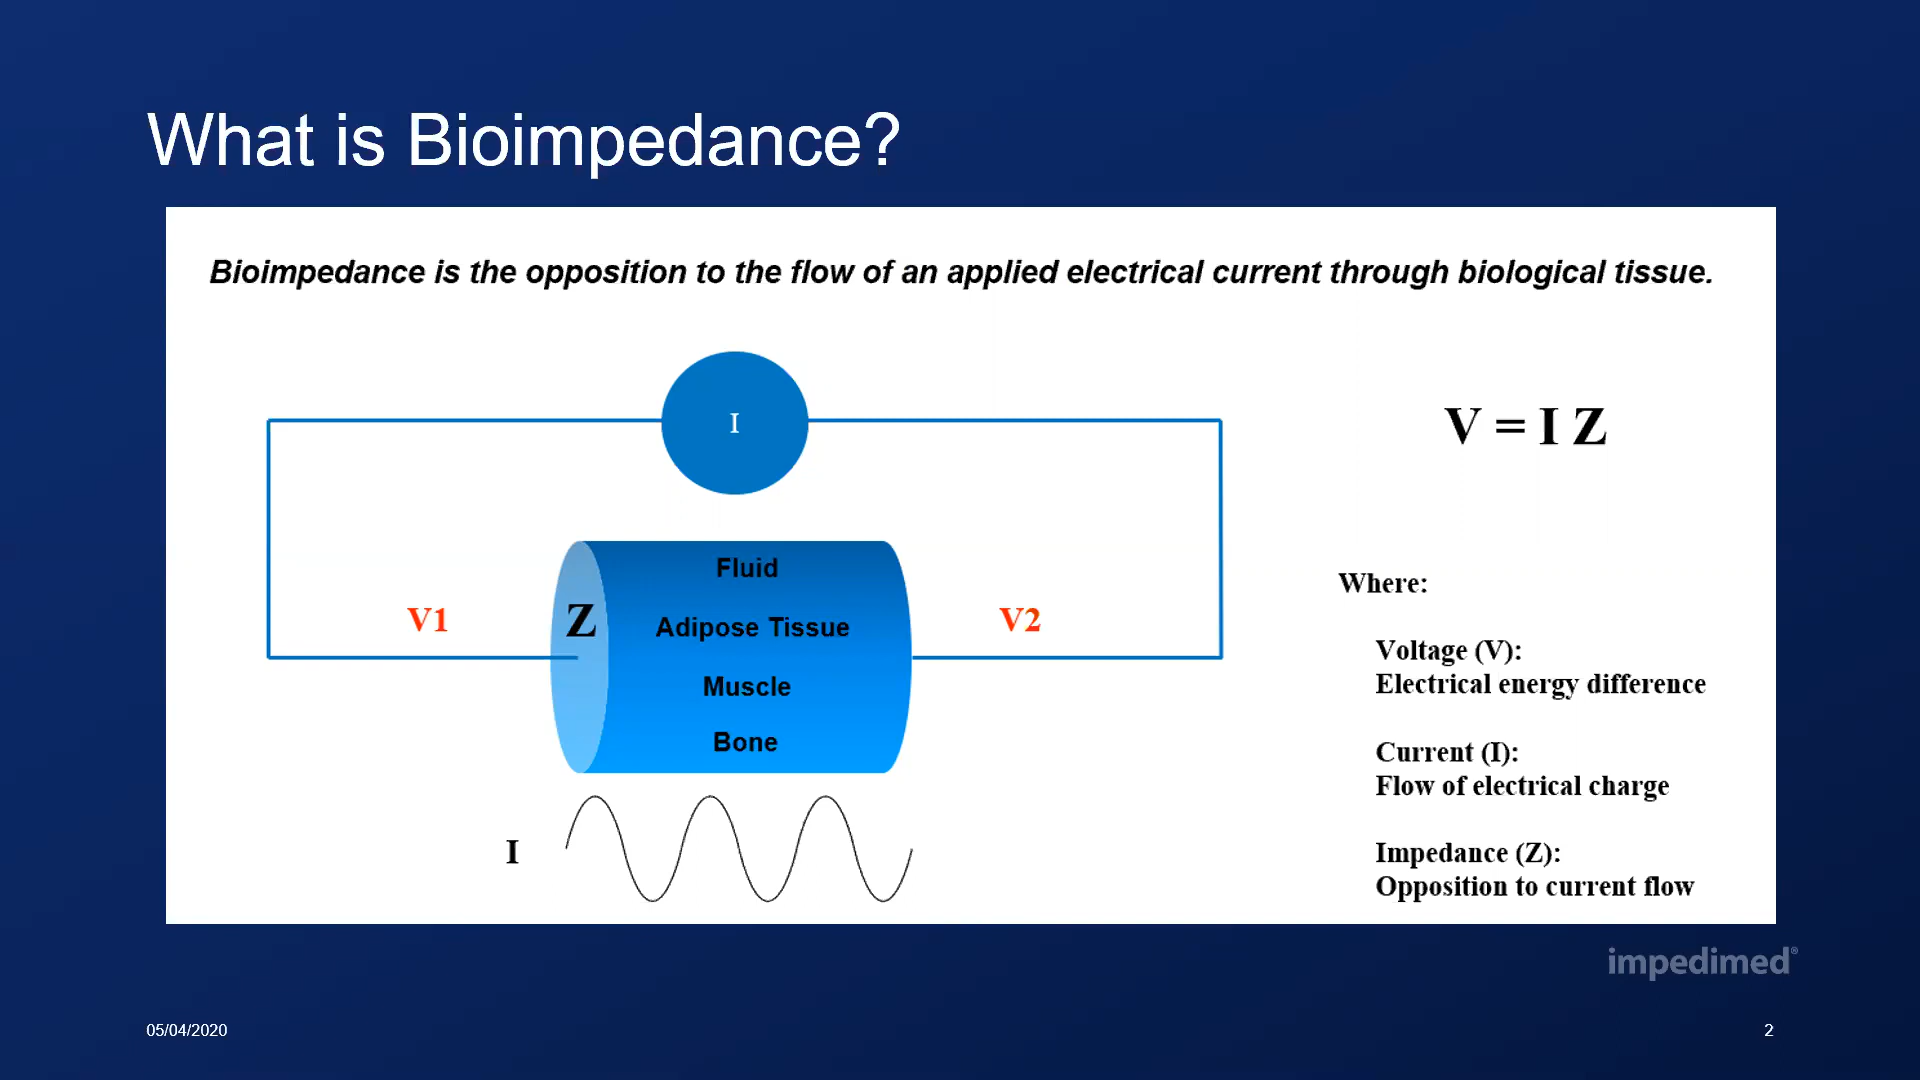 2
What is Bioimpedance?
Bioimpedance is the opposition to the flow of an applied electrical current through biological tissue.
I
V = I Z
Fluid
V1
Z
Adipose Tissue
V2
Muscle
Bone
I
Where:
Voltage (V):
Electrical energy difference
Current (I):
Flow of electrical charge
Impedance (Z):
Opposition to current flow
impedimed®
05/04/2020
2